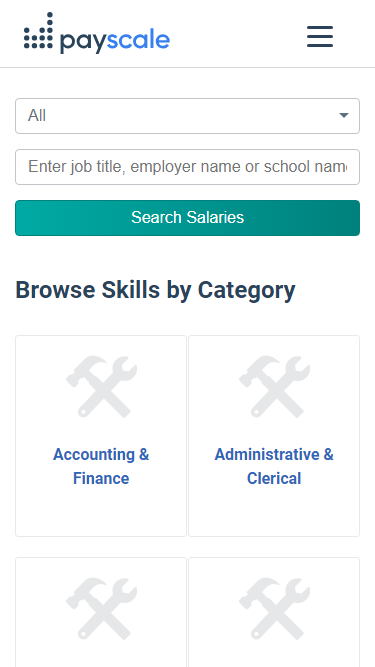 payscale
All
Enter job title, employer name or school name
Search Salaries
Browse Skills by Category
Accounting &
Finance
Administrative &
Clerical